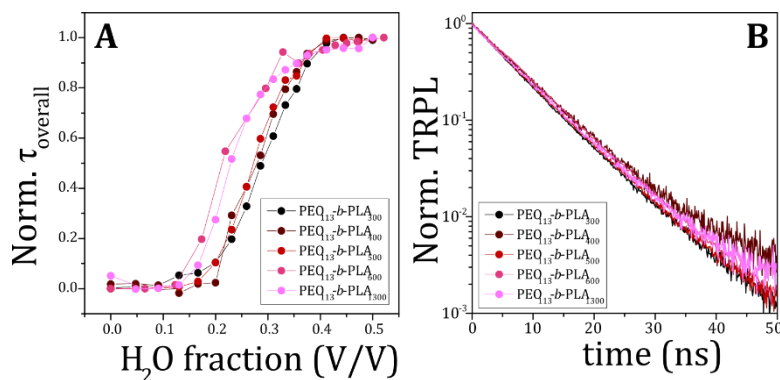 A
Norm. τ_overall
1.0
0.8
0.6
0.4
0.2
0.0
PEO₁₁₃-b-PLA₃₀₀
PEO₁₁₃-b-PLA₄₀₀
PEO₁₁₃-b-PLA₅₀₀
PEO₁₁₃-b-PLA₆₀₀
PEO₁₁₃-b-PLA₁₃₀₀
0.0 0.1 0.2 0.3 0.4 0.5
H₂O fraction (V/V)
B
Norm. TRPL
10⁰
10⁻¹
10⁻²
10⁻³
PEO₁₁₃-b-PLA₃₀₀
PEO₁₁₃-b-PLA₄₀₀
PEO₁₁₃-b-PLA₅₀₀
PEO₁₁₃-b-PLA₆₀₀
PEO₁₁₃-b-PLA₁₃₀₀
0 10 20 30 40 50
time (ns)